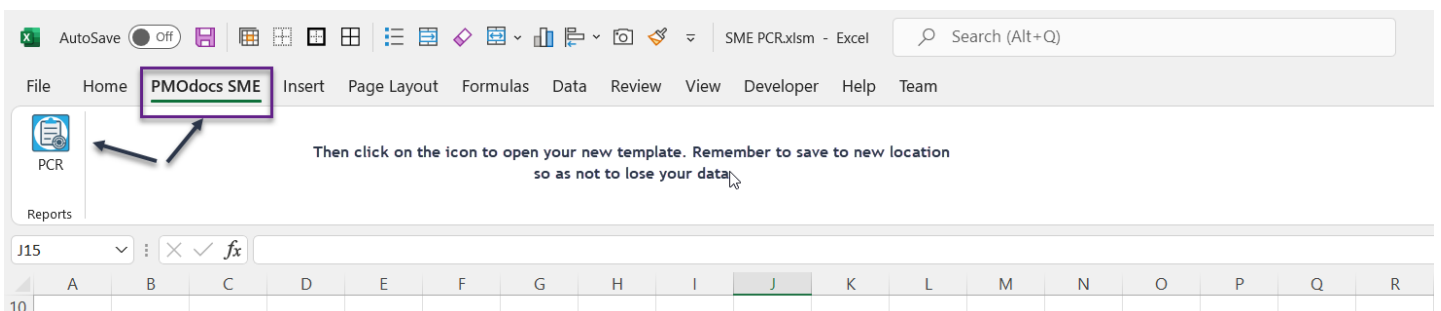 AutoSave Off SME PCR.xlsm - Excel Search (Alt+Q)
File Home PMOdocs SME Insert Page Layout Formulas Data Review View Developer Help Team
PCR
Then click on the icon to open your new template. Remember to save to new location
so as not to lose your data
Reports
J15 fx
A B C D E F G H I J K L M N O P Q R
10